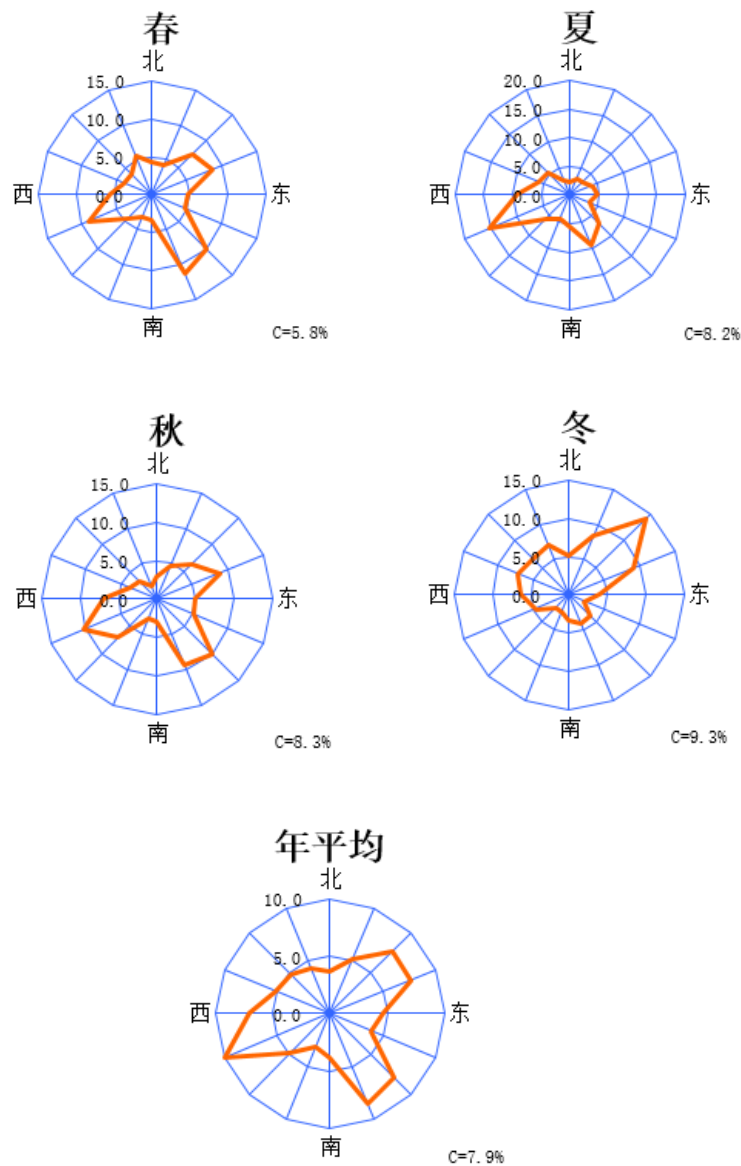 春
北
15.0
10.0
5.0
西 0.0 东
南
C=5.8%
夏
北
20.0
15.0
10.0
5.0
西 0.0 东
南
C=8.2%
秋
北
15.0
10.0
5.0
西 0.0 东
南
C=8.3%
冬
北
15.0
10.0
5.0
西 0.0 东
南
C=9.3%
年平均
北
10.0
5.0
西 0.0 东
南
C=7.9%